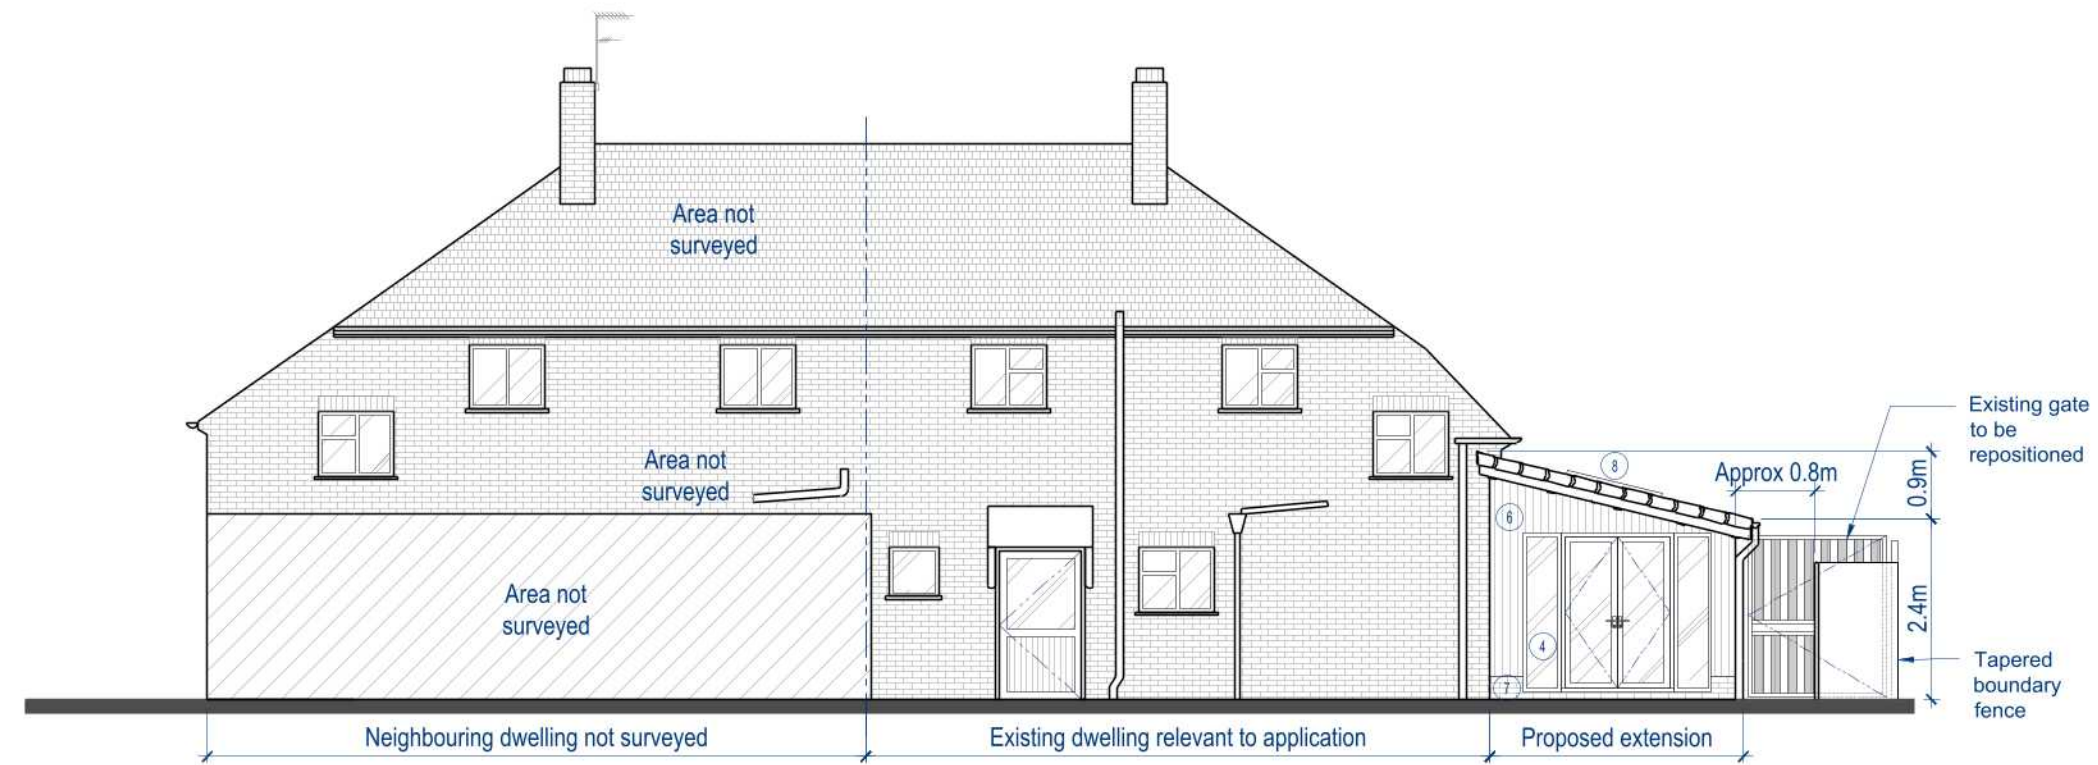 Area not
surveyed
Area not
surveyed
Area not
surveyed
Existing gate
to be
repositioned
8
Approx 0.8m
0.9m
6
4
7
2.4m
Tapered
boundary
fence
Neighbouring dwelling not surveyed
Existing dwelling relevant to application
Proposed extension